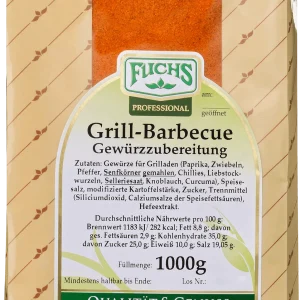 FUCHS
PROFESSIONAL
geöffnet
Grill-Barbecue
Gewürzzubereitung
Zutaten: Gewürze für Grilladen (Paprika, Zwiebeln,
Pfeffer, Senfkörner gemahlen, Chillies, Liebstock-
wurzeln, Selleriesaat, Knoblauch, Curcuma), Speise-
salz, modifizierte Kartoffelstärke, Zucker, Trennmittel
(Siliciumdioxid, Calciumsalze der Speisefettsäuren),
Hefeextrakt.
Durchschnittliche Nährwerte pro 100 g:
Brennwert 1183 kJ/ 282 kcal; Fett 8,8 g; davon
ges. Fettsäuren 2,9 g; Kohlenhydrate 35,0 g;
davon Zucker 25,0 g; Eiweiß 10,0 g; Salz 19,05 g
Füllmenge: 1000g
Mindestens haltbar bis Ende: Los Nr.: